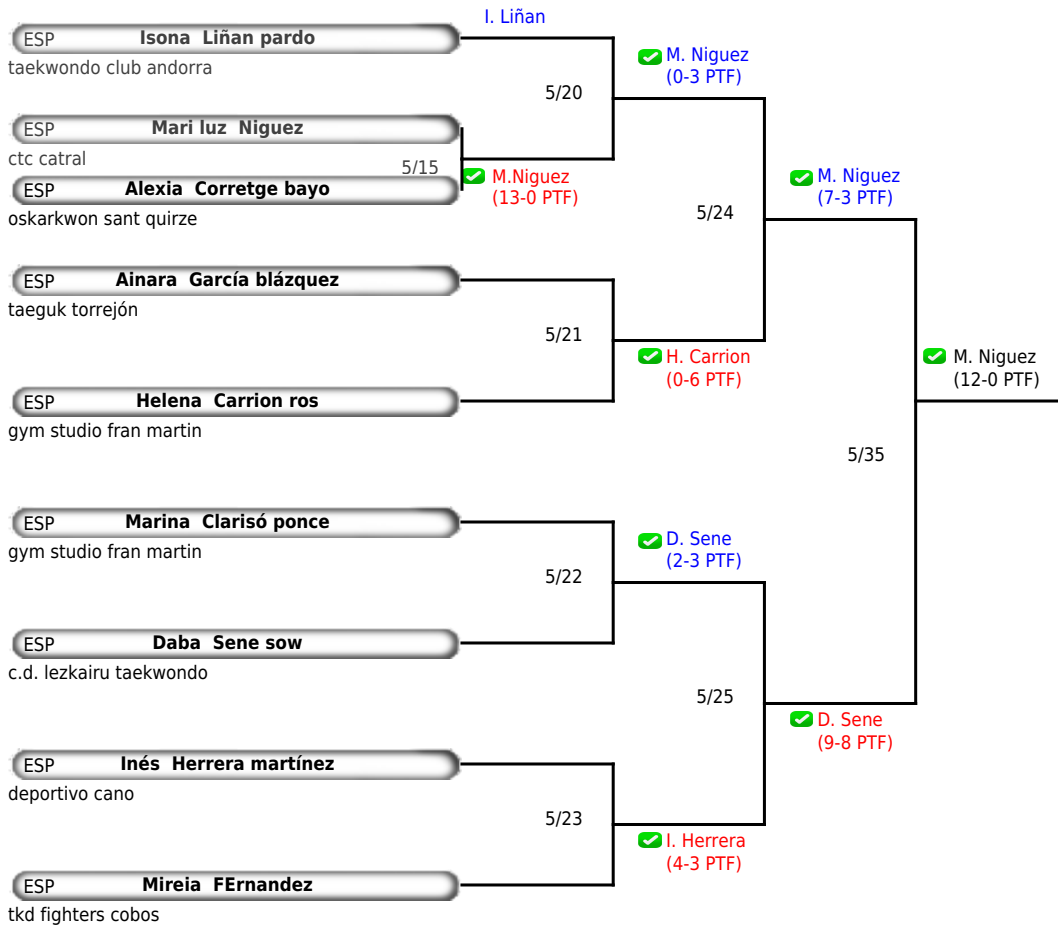 I. Liñan
ESP Isona Liñan pardo
taekwondo club andorra
M. Niguez
(0-3 PTF)
5/20
ESP Mari luz Niguez
ctc catral
5/15
M.Niguez
(13-0 PTF)
ESP Alexia Corretge bayo
oskarkwon sant quirze
M. Niguez
(7-3 PTF)
5/24
ESP Ainara García blázquez
taeguk torrejón
5/21
H. Carrion
(0-6 PTF)
M. Niguez
(12-0 PTF)
ESP Helena Carrion ros
gym studio fran martin
5/35
ESP Marina Clarisó ponce
gym studio fran martin
D. Sene
(2-3 PTF)
5/22
ESP Daba Sene sow
c.d. lezkairu taekwondo
5/25
D. Sene
(9-8 PTF)
ESP Inés Herrera martínez
deportivo cano
5/23
I. Herrera
(4-3 PTF)
ESP Mireia FErnandez
tkd fighters cobos